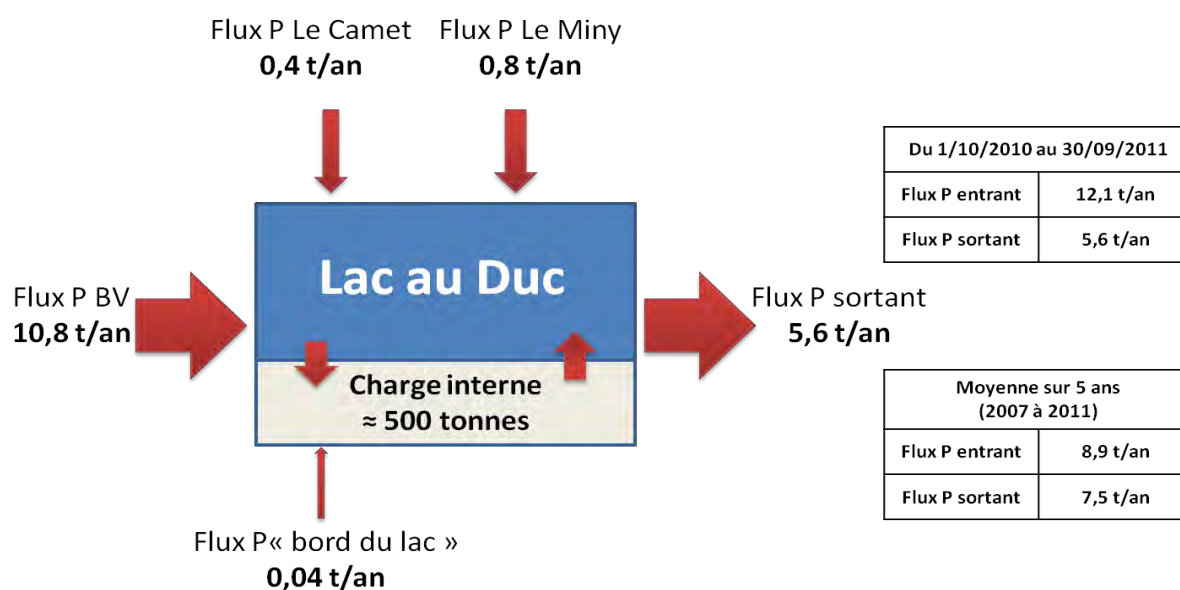 Flux P Le Camet
0,4 t/an
Flux P Le Miny
0,8 t/an
Du 1/10/2010 au 30/09/2011
Flux P entrant 12,1 t/an
Flux P sortant 5,6 t/an
Lac au Duc
Flux P BV
10,8 t/an
Flux P sortant
5,6 t/an
Charge interne
≈ 500 tonnes
Moyenne sur 5 ans
(2007 à 2011)
Flux P entrant 8,9 t/an
Flux P sortant 7,5 t/an
Flux P« bord du lac »
0,04 t/an